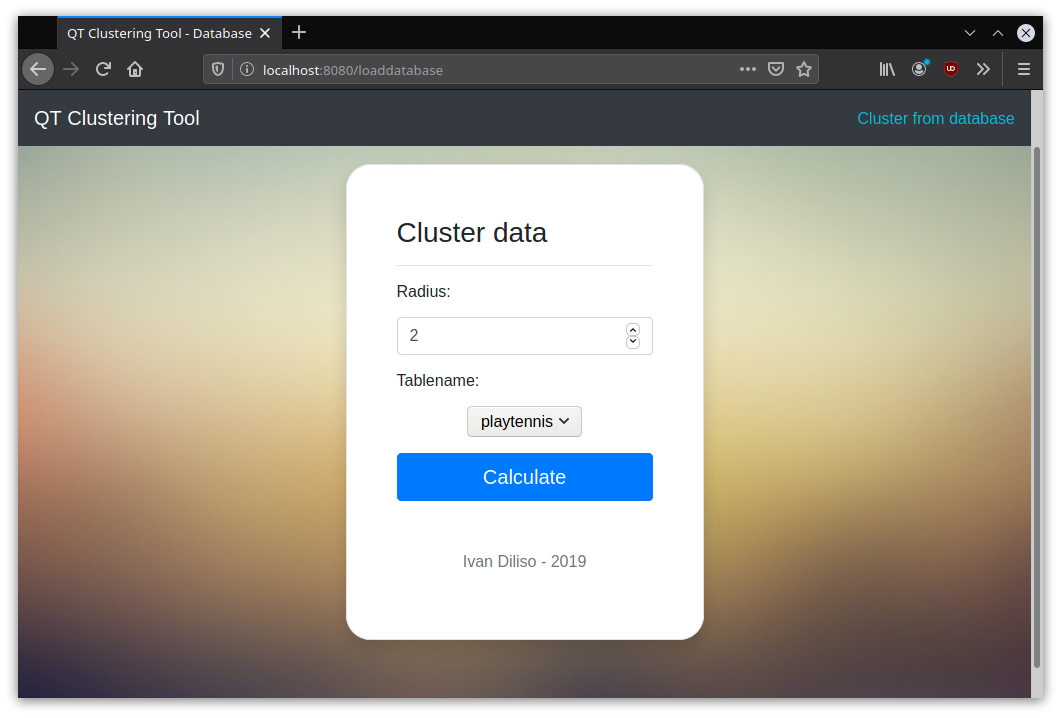 QT Clustering Tool - Database
localhost:8080/loaddatabase
QT Clustering Tool
Cluster from database
Cluster data
Radius:
2
Tablename:
playtennis
Calculate
Ivan Diliso - 2019